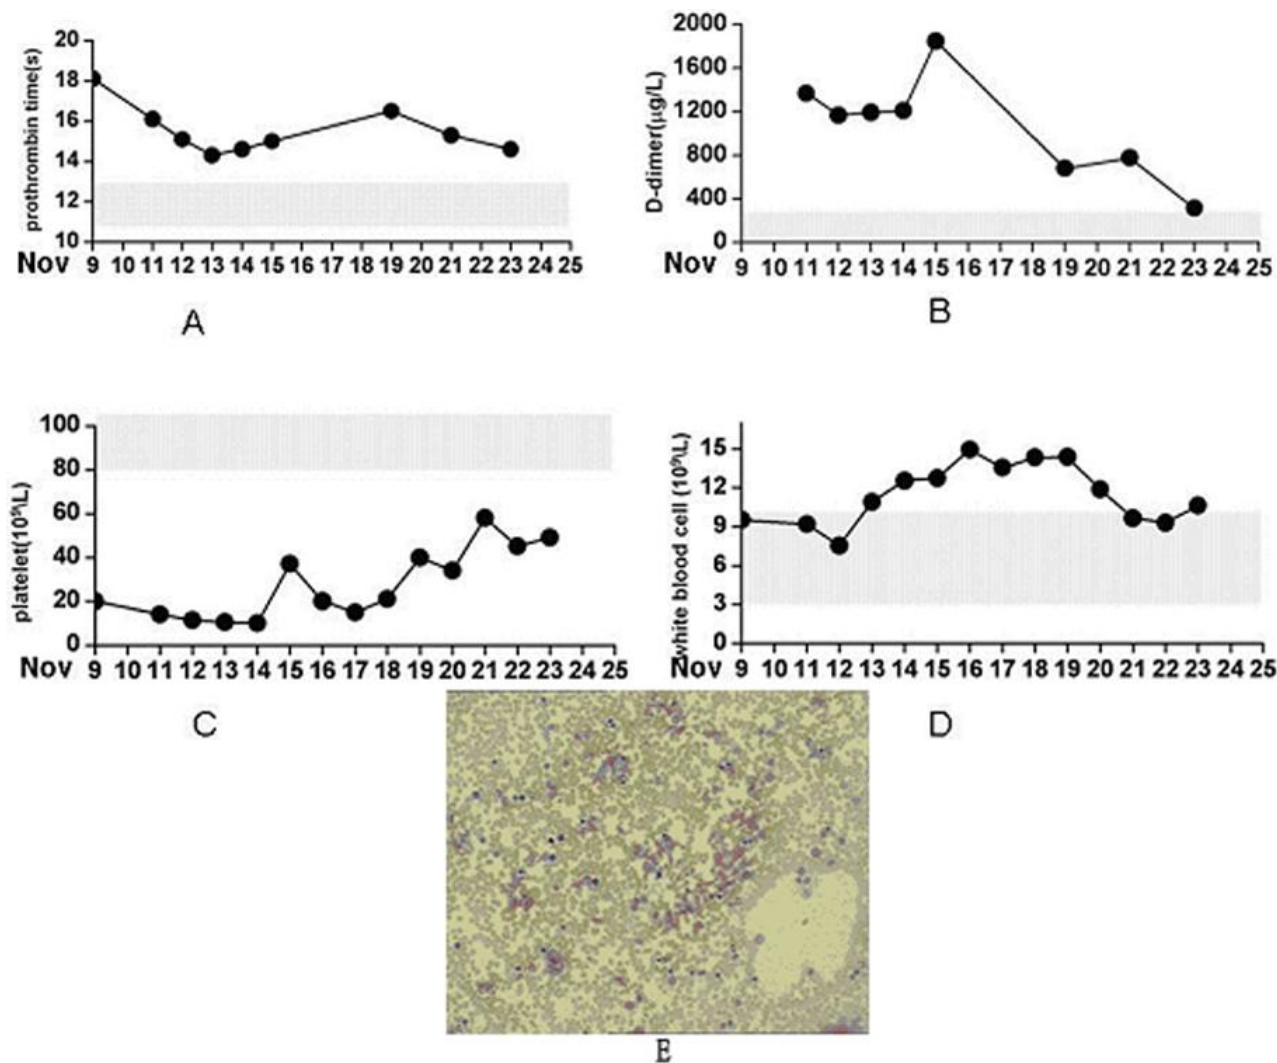 prothrombin time(s)
20
18
16
14
12
10
Nov
9 10 11 12 13 14 15 16 17 18 19 20 21 22 23 24 25
A
D-dimer(µg/L)
2000
1600
1200
800
400
0
Nov
9 10 11 12 13 14 15 16 17 18 19 20 21 22 23 24 25
B
platelet(10⁹\L)
100
80
60
40
20
0
Nov
9 10 11 12 13 14 15 16 17 18 19 20 21 22 23 24 25
C
white blood cell (10⁹\L)
15
12
9
6
3
0
Nov
9 10 11 12 13 14 15 16 17 18 19 20 21 22 23 24 25
D
E